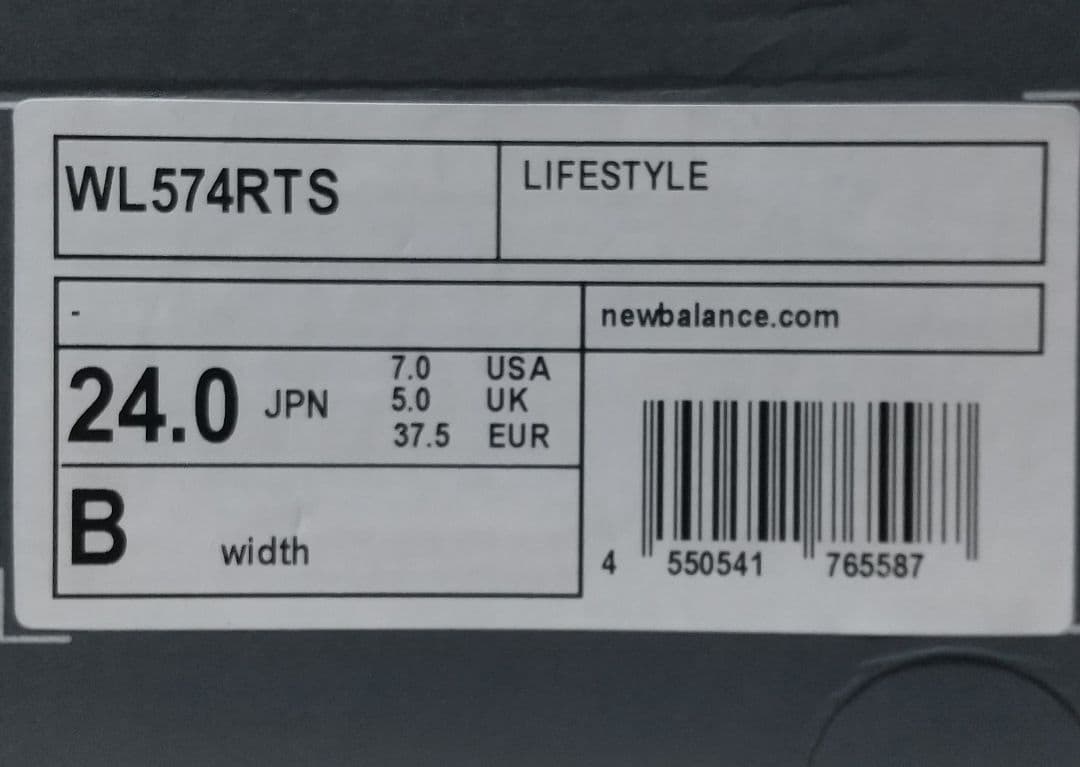 WL574RTS
LIFESTYLE
-
newbalance.com
24.0 JPN
7.0 USA
5.0 UK
37.5 EUR
B width
4 550541 765587